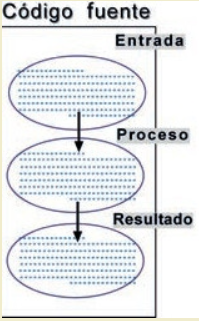 Código fuente
Entrada
Proceso
Resultado